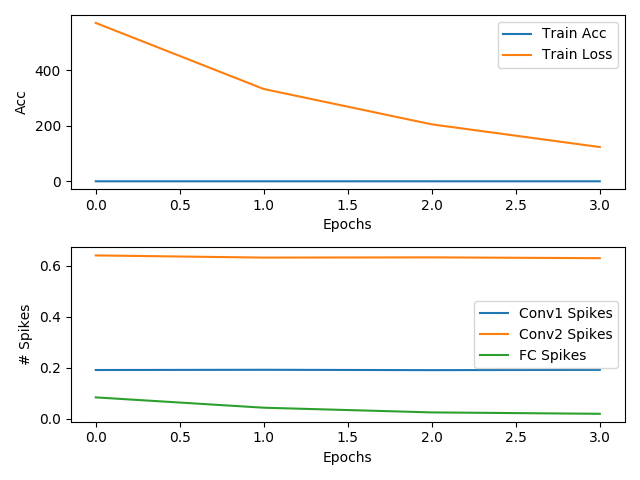 Train Acc
Train Loss
Acc
400
200
0
0.0 0.5 1.0 1.5 2.0 2.5 3.0
Epochs
Conv1 Spikes
Conv2 Spikes
FC Spikes
# Spikes
0.6
0.4
0.2
0.0
0.0 0.5 1.0 1.5 2.0 2.5 3.0
Epochs